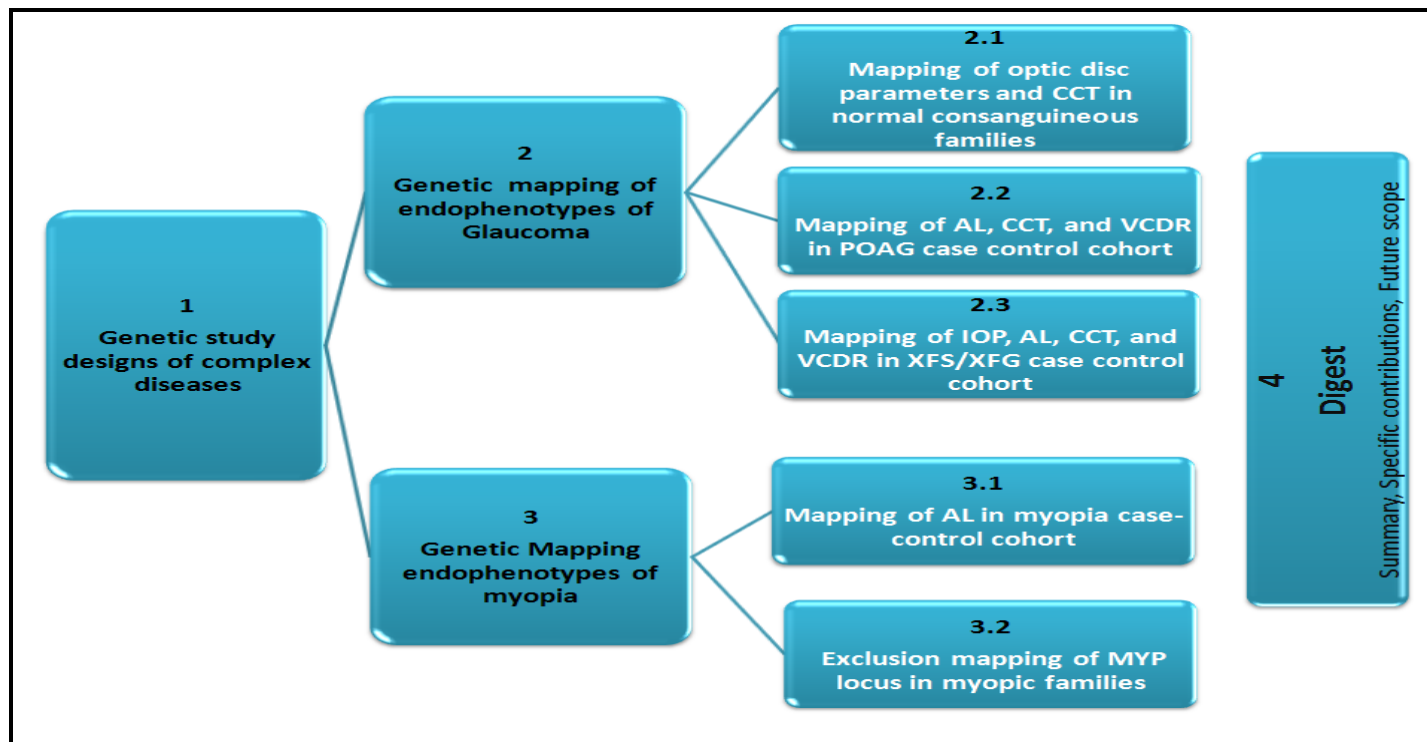 1
Genetic study
designs of complex
diseases
2
Genetic mapping of
endophenotypes of
Glaucoma
2.1
Mapping of optic disc
parameters and CCT in
normal consanguineous
families
2.2
Mapping of AL, CCT, and VCDR
in POAG case control cohort
2.3
Mapping of IOP, AL, CCT, and
VCDR in XFS/XFG case control
cohort
3
Genetic Mapping
endophenotypes of
myopia
3.1
Mapping of AL in myopia case-
control cohort
3.2
Exclusion mapping of MYP
locus in myopic families
4
Digest
Summary, Specific contributions, Future scope